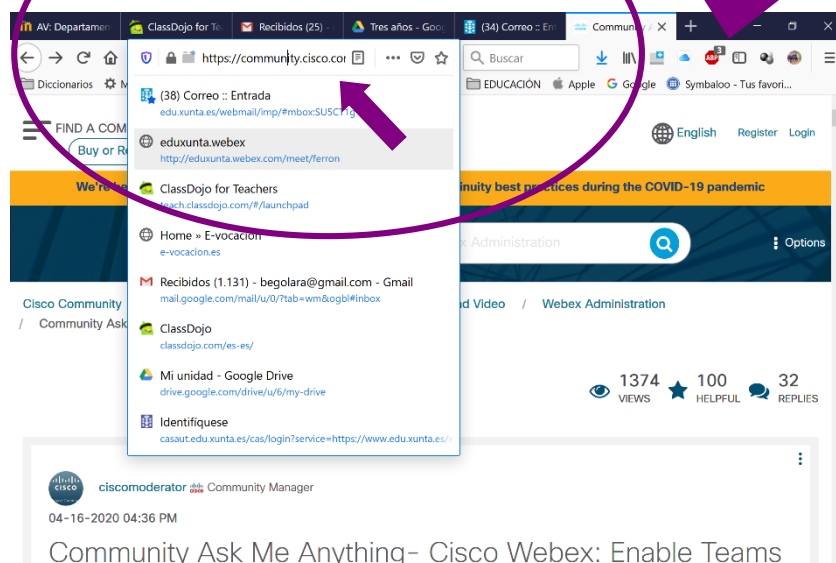 AV: Departamen
ClassDojo for Te
Recibidos (25) -
Tres años - Goog
(34) Correo :: En
Community
https://community.cisco.cor
Buscar
3
Diccionarios
EDUCACIÓN
Apple
Google
Symbaloo - Tus favori...
(38) Correo :: Entrada
edu.xunta.es/webmail/imp/#mbox:SU5C
eduxunta.webex
http://eduxunta.webex.com/meet/ferron
ClassDojo for Teachers
teach.classdojo.com/#/launchpad
Home » E-vocación
e-vocacion.es
Recibidos (1.131) - begolara@gmail.com - Gmail
mail.google.com/mail/u/0/?tab=wm&ogbl#inbox
ClassDojo
classdojo.com/es-es/
Mi unidad - Google Drive
drive.google.com/drive/u/6/my-drive
Identifíquese
casaut.edu.xunta.es/cas/login?service=https://www.edu.xunta.es/
FIND A COM
Buy or Re
English Register Login
We're he
inuity best practices during the COVID-19 pandemic
x Administration
Options
Cisco Community
d Video / Webex Administration
/ Community Ask
1374 VIEWS
100 HELPFUL
32 REPLIES
CISCO
ciscomoderator Community Manager
04-16-2020 04:36 PM
Community Ask Me Anything- Cisco Webex: Enable Teams